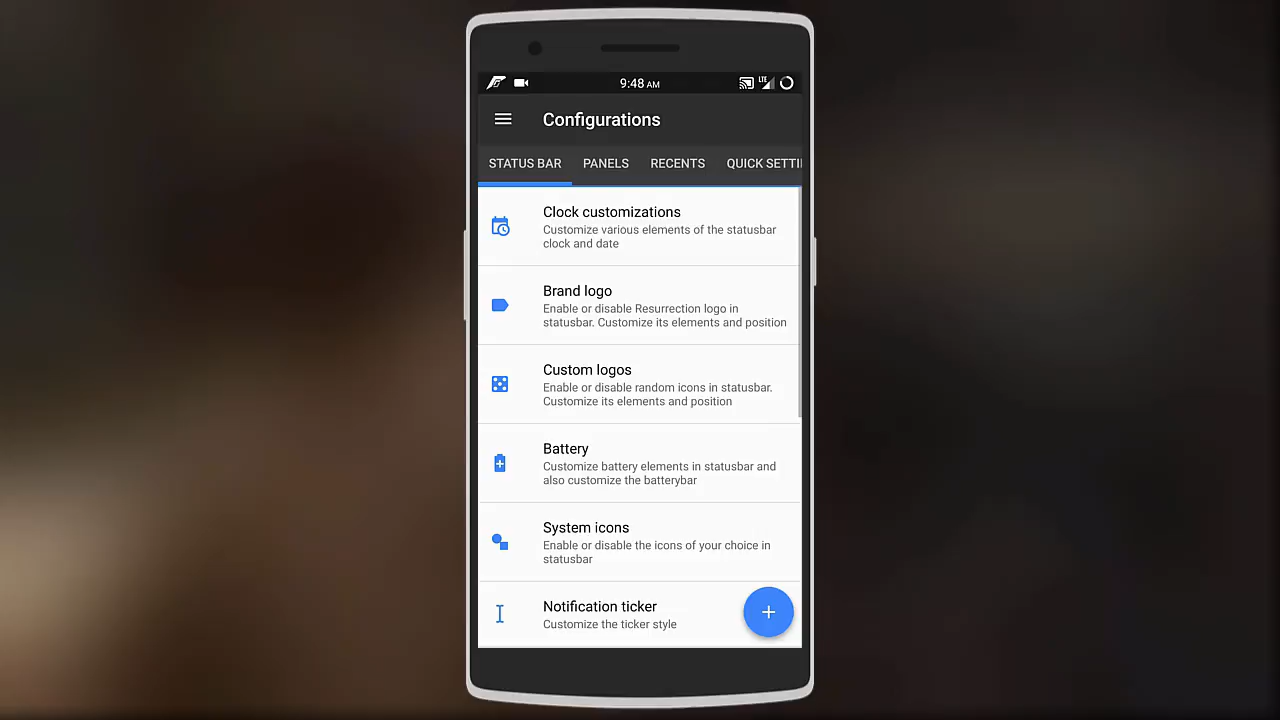 LTE
9:48 AM
Configurations
STATUS BAR PANELS RECENTS QUICK SETTI
Clock customizations
Customize various elements of the statusbar
clock and date
Brand logo
Enable or disable Resurrection logo in
statusbar. Customize its elements and position
Custom logos
Enable or disable random icons in statusbar.
Customize its elements and position
Battery
Customize battery elements in statusbar and
also customize the batterybar
System icons
Enable or disable the icons of your choice in
statusbar
Notification ticker
Customize the ticker style